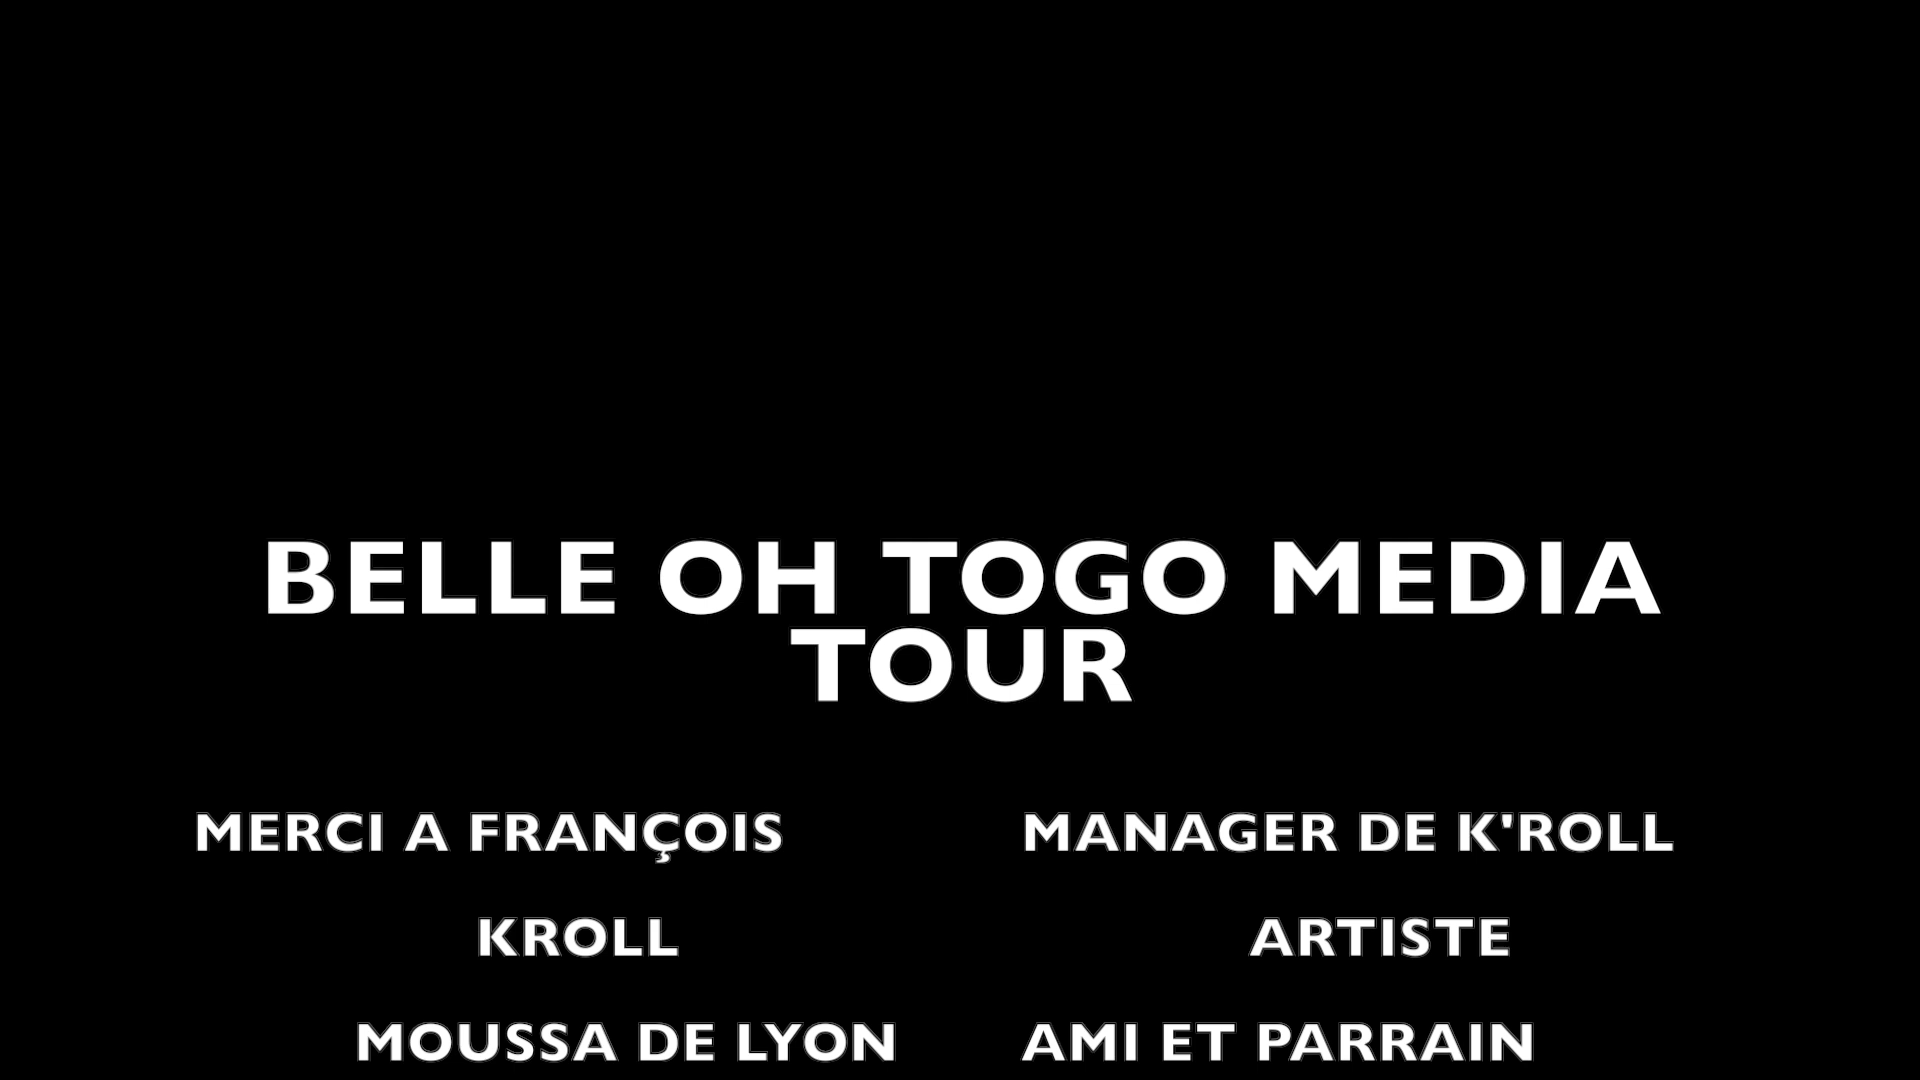 BELLE OH TOGO MEDIA
TOUR
MERCI A FRANÇOIS MANAGER DE K'ROLL
KROLL ARTISTE
MOUSSA DE LYON AMI ET PARRAIN